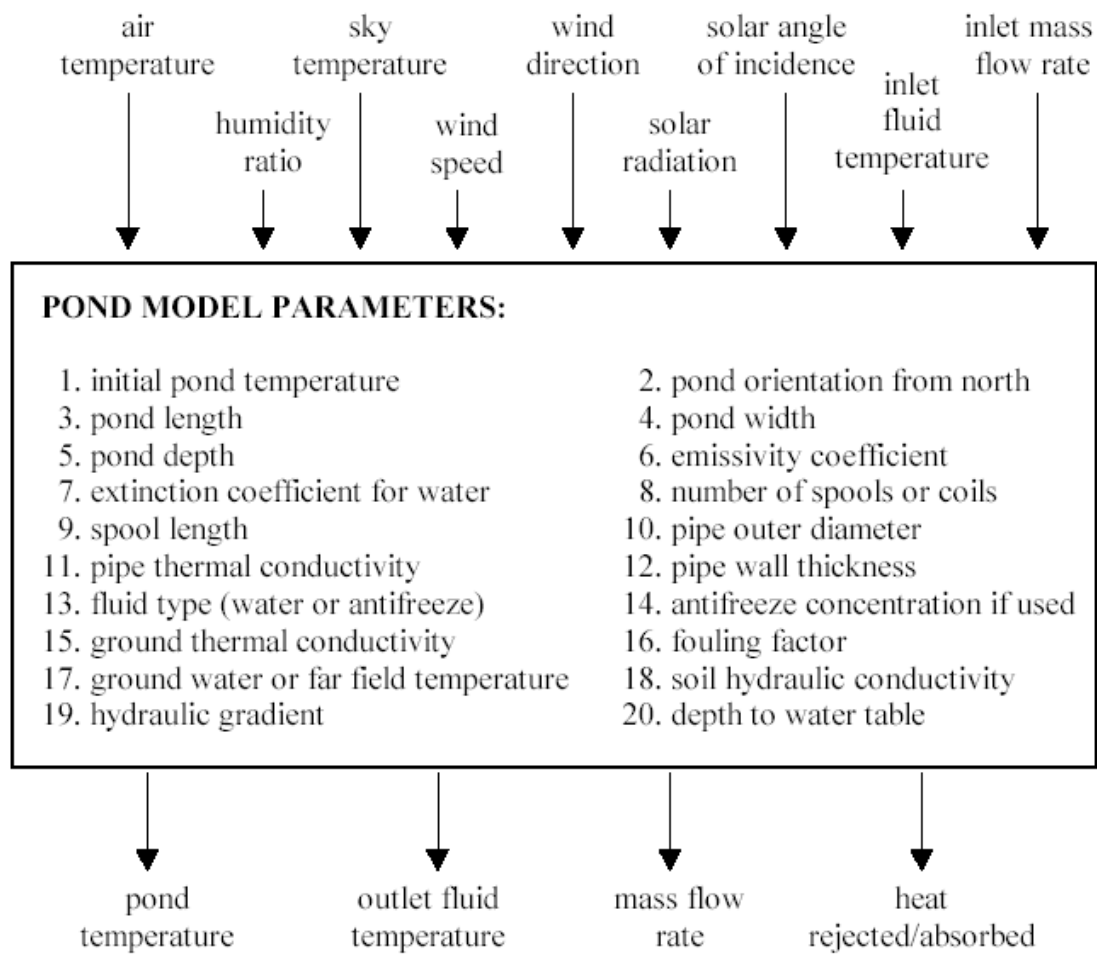 air
temperature
sky
temperature
wind
direction
solar angle
of incidence
inlet mass
flow rate
humidity
ratio
wind
speed
solar
radiation
inlet
fluid
temperature
POND MODEL PARAMETERS:
1. initial pond temperature
2. pond orientation from north
3. pond length
4. pond width
5. pond depth
6. emissivity coefficient
7. extinction coefficient for water
8. number of spools or coils
9. spool length
10. pipe outer diameter
11. pipe thermal conductivity
12. pipe wall thickness
13. fluid type (water or antifreeze)
14. antifreeze concentration if used
15. ground thermal conductivity
16. fouling factor
17. ground water or far field temperature
18. soil hydraulic conductivity
19. hydraulic gradient
20. depth to water table
pond
temperature
outlet fluid
temperature
mass flow
rate
heat
rejected/absorbed